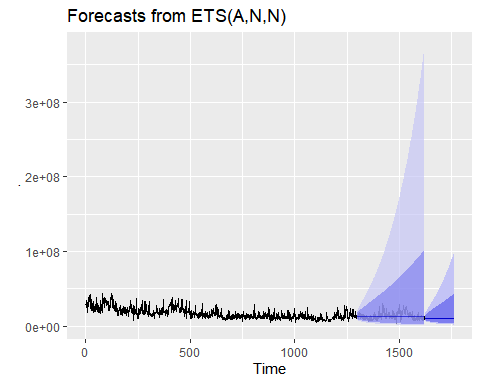 Forecasts from ETS(A,N,N)
3e+08
2e+08
.
1e+08
0e+00
0
500
1000
1500
Time